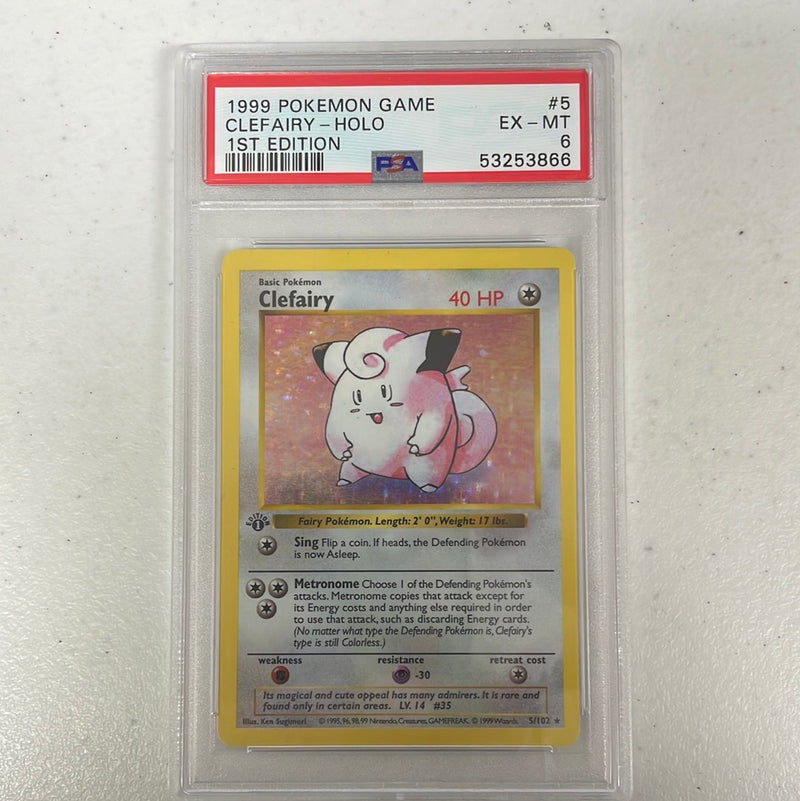 1999 POKEMON GAME #5
CLEFAIRY - HOLO EX - MT
1ST EDITION 6
PSA 53253866
Basic Pokémon
Clefairy 40 HP
EDITION
1
Fairy Pokémon. Length: 2' 0", Weight: 17 lbs.
Sing Flip a coin. If heads, the Defending Pokémon
is now Asleep.
Metronome Choose 1 of the Defending Pokémon's
attacks. Metronome copies that attack except for
its Energy costs and anything else required in order
to use that attack, such as discarding Energy cards.
(No matter what type the Defending Pokémon is, Clefairy's
type is still Colorless.)
weakness resistance retreat cost
-30
Its magical and cute appeal has many admirers. It is rare and
found only in certain areas. LV. 14 #35
Illus. Ken Sugimori © 1995, 96, 98, 99 Nintendo, Creatures, GAMEFREAK. © 1999 Wizards. 5/102 ★